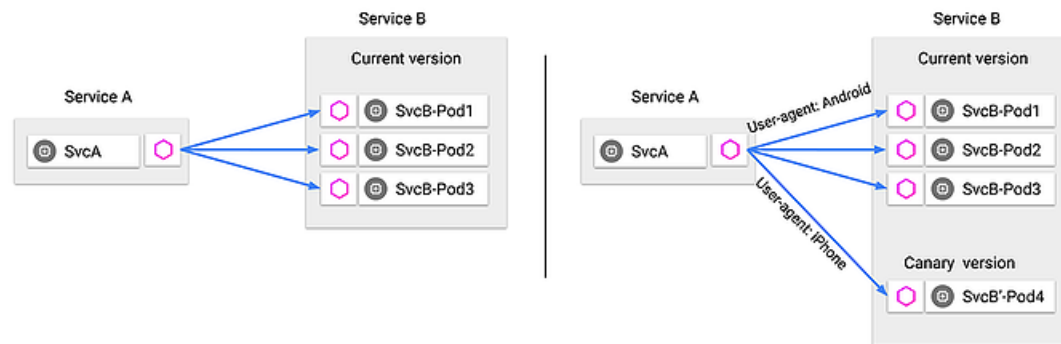 Service B
Current version
Service A
SvcA
SvcB-Pod1
SvcB-Pod2
SvcB-Pod3
Service B
Current version
Service A
SvcA
User-agent: Android
User-agent: iPhone
SvcB-Pod1
SvcB-Pod2
SvcB-Pod3
Canary version
SvcB'-Pod4